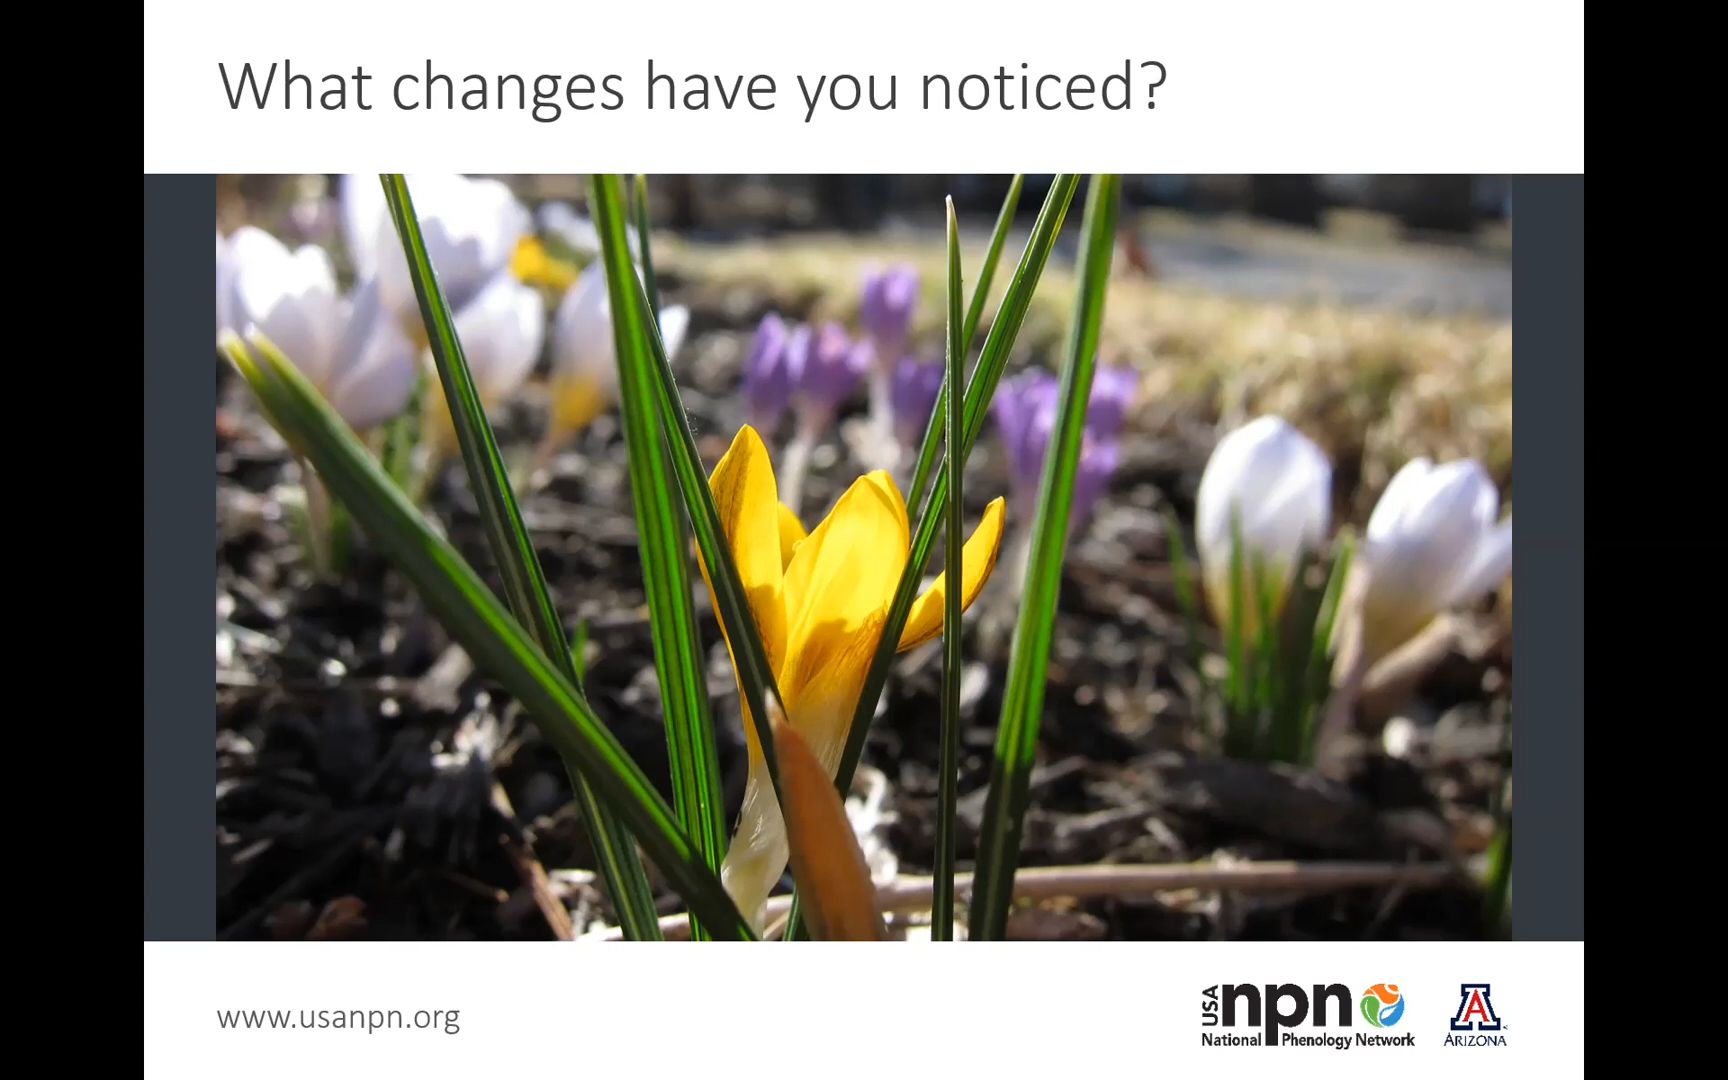 What changes have you noticed?
www.usanpn.org
USA npn
National Phenology Network
A
ARIZONA